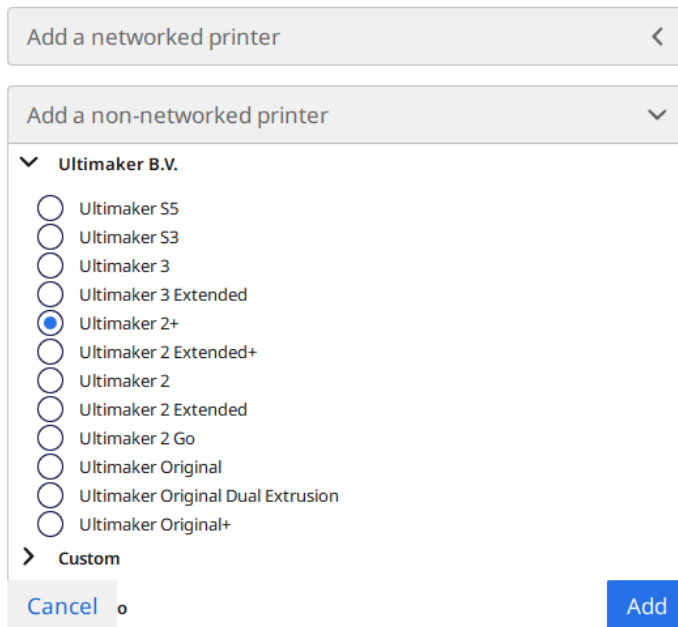 Add a networked printer
Add a non-networked printer
Ultimaker B.V.
Ultimaker S5
Ultimaker S3
Ultimaker 3
Ultimaker 3 Extended
Ultimaker 2+
Ultimaker 2 Extended+
Ultimaker 2
Ultimaker 2 Extended
Ultimaker 2 Go
Ultimaker Original
Ultimaker Original Dual Extrusion
Ultimaker Original+
Custom
Cancel Add